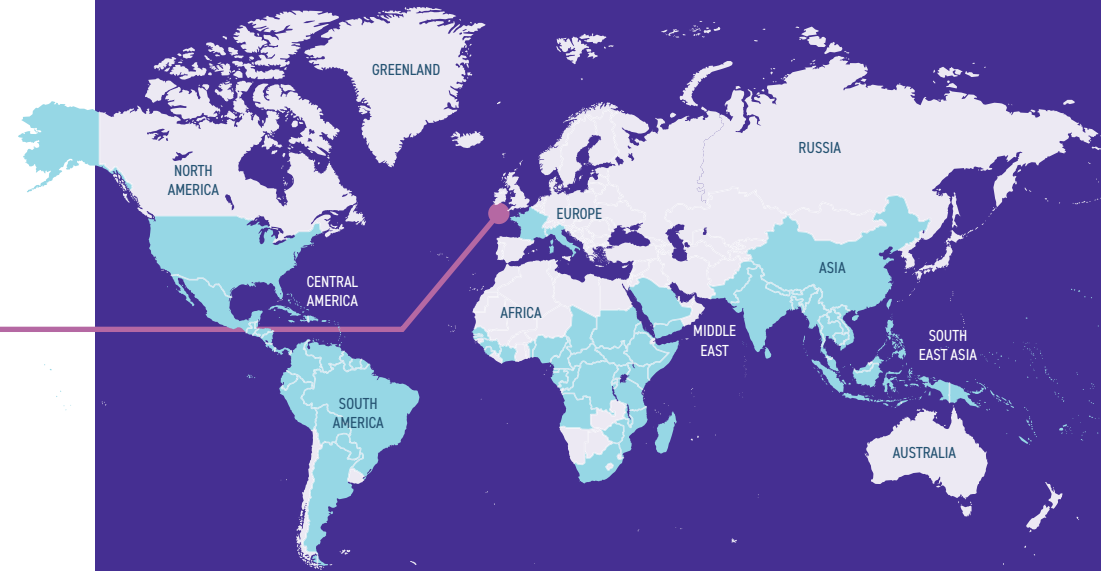 GREENLAND
RUSSIA
NORTH
AMERICA
EUROPE
ASIA
CENTRAL
AMERICA
AFRICA
MIDDLE
EAST
SOUTH
EAST ASIA
SOUTH
AMERICA
AUSTRALIA